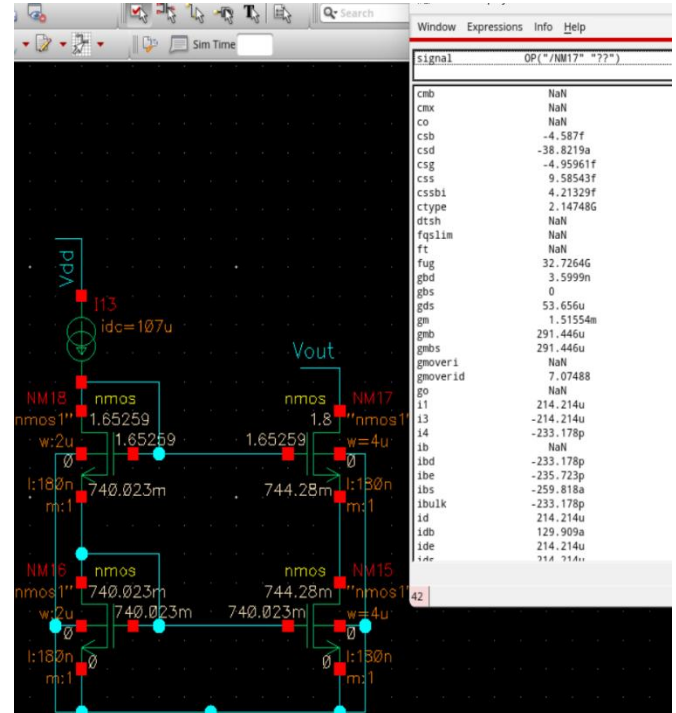 Search
Sim Time
Window Expressions Info Help
signal OP("/NM17" "??")
cmb NaN
cmx NaN
co NaN
csb -4.587f
csd -38.8219a
csg -4.95961f
css 9.58543f
cssbi 4.21329f
ctype 2.14748G
dtsh NaN
fqslim NaN
ft NaN
fug 32.7264G
gbd 3.5999n
gbs 0
gds 53.656u
gm 1.51554m
gmb 291.446u
gmbs 291.446u
gmoveri NaN
gmoverid 7.07488
go NaN
i1 214.214u
i3 -214.214u
i4 -233.178p
ib NaN
ibd -233.178p
ibe -235.723p
ibs -259.818a
ibulk -233.178p
id 214.214u
idb 129.909a
ide 214.214u
ids 214.214u
42
Vdd
I13
idc=107u
Vout
NM18 nmos nmos NM17
nmos1" 1.65259 1.8 "nmos1"
w:2u 1.65259 1.65259 w=4u
0 0
l:180n 740.023m 744.28m l:180n
m:1 m:1
NM16 nmos nmos NM15
nmos1" 740.023m 744.28m "nmos1"
w:2u 740.023m 740.023m w=4u
0 0
l:180n 0 0 l:180n
m:1 m:1